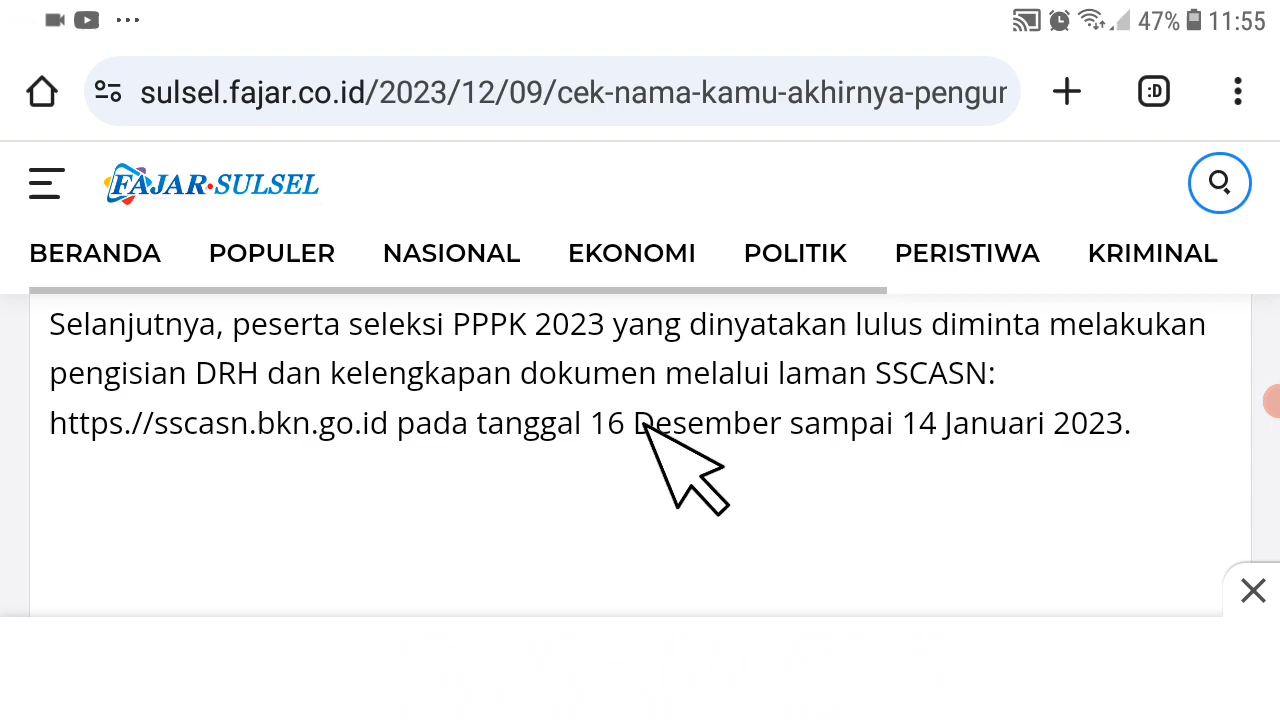 47% 11:55
sulsel.fajar.co.id/2023/12/09/cek-nama-kamu-akhirnya-pengur
:D
FAJAR•SULSEL
BERANDA POPULER NASIONAL EKONOMI POLITIK PERISTIWA KRIMINAL
Selanjutnya, peserta seleksi PPPK 2023 yang dinyatakan lulus diminta melakukan
pengisian DRH dan kelengkapan dokumen melalui laman SSCASN:
https.//sscasn.bkn.go.id pada tanggal 16 Desember sampai 14 Januari 2023.